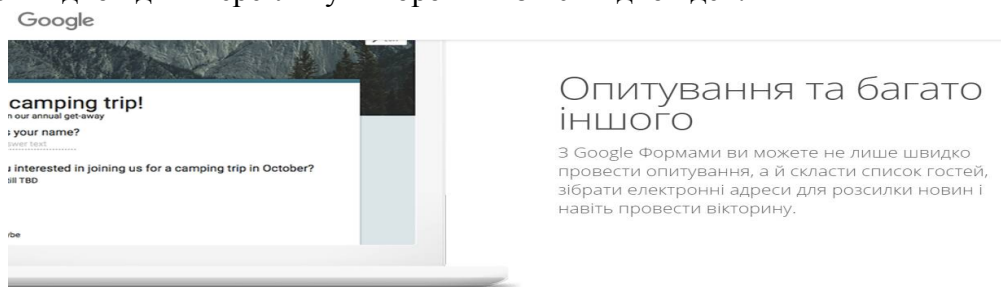 Google
camping trip!
n our annual get-away
your name?
wer text
interested in joining us for a camping trip in October?
ill TBD
ybe
Опитування та багато
іншого
З Google Формами ви можете не лише швидко
провести опитування, а й скласти список гостей,
зібрати електронні адреси для розсилки новин і
навіть провести вікторину.